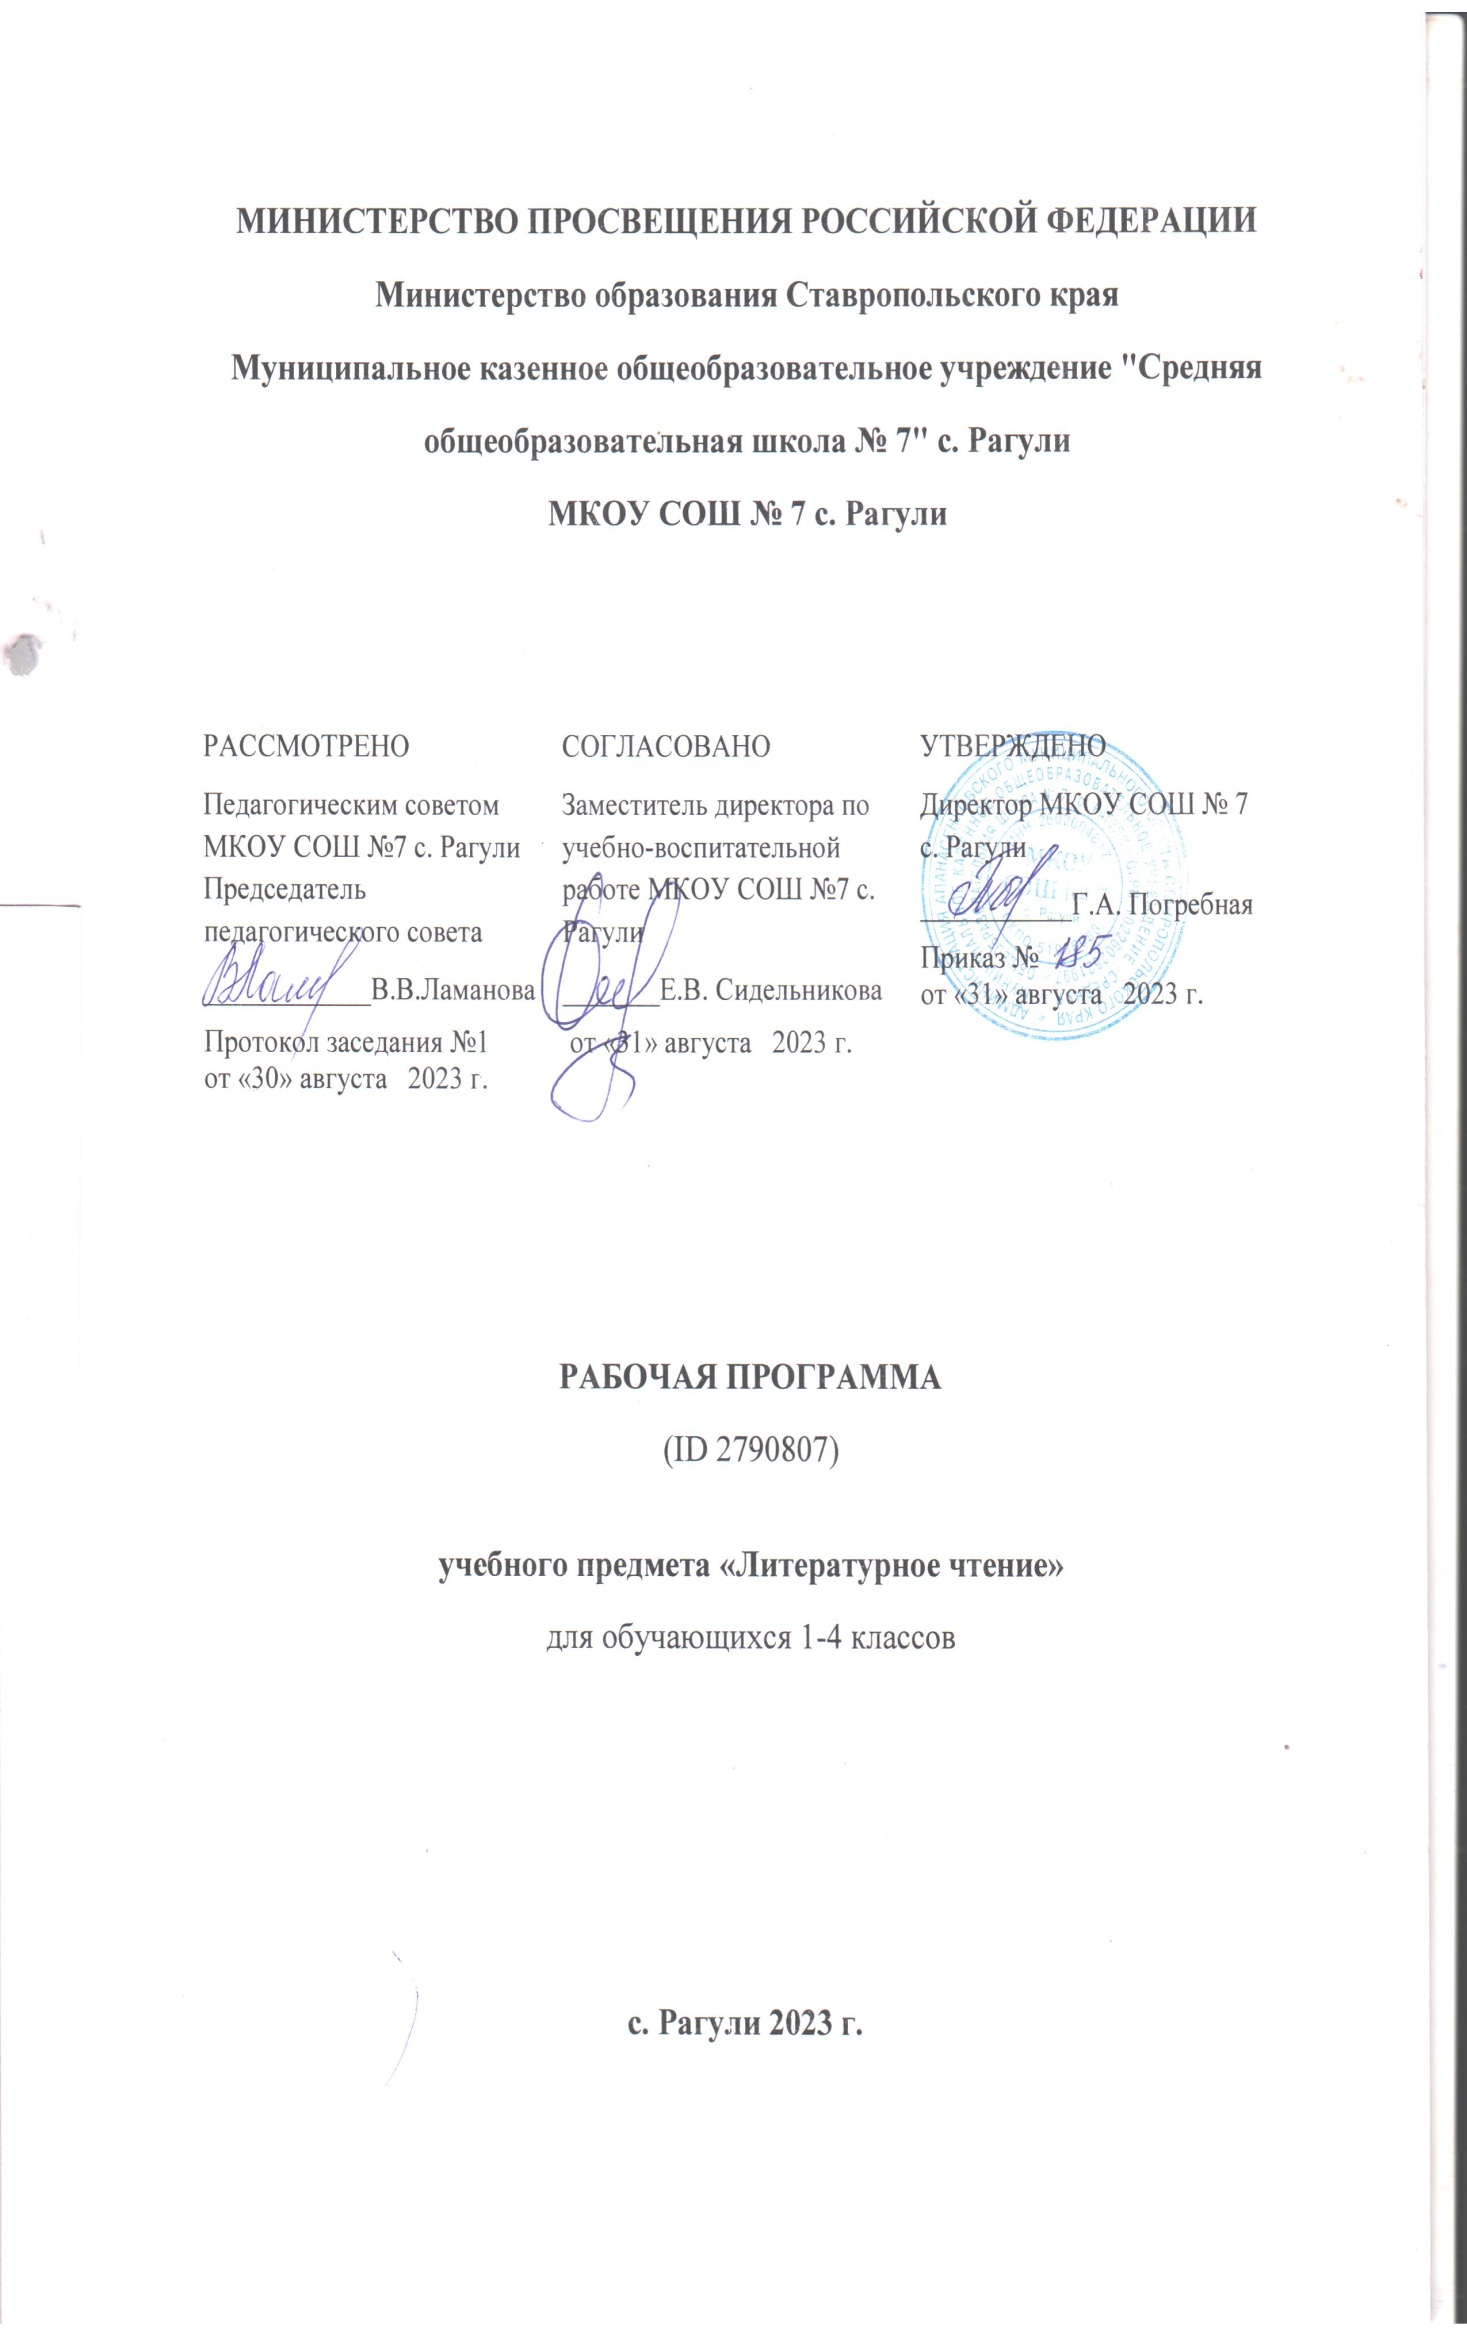 МИНИСТЕРСТВО ПРОСВЕЩЕНИЯ РОССИЙСКОЙ ФЕДЕРАЦИИ
Министерство образования Ставропольского края
Муниципальное казенное общеобразовательное учреждение "Средняя
общеобразовательная школа № 7" с. Рагули
МКОУ СОШ № 7 с. Рагули
РАССМОТРЕНО
Педагогическим советом
МКОУ СОШ №7 с. Рагули
Председатель
педагогического совета
В.В.Ламанова
Протокол заседания №1
от «30» августа 2023 г.
СОГЛАСОВАНО
Заместитель директора по
учебно-воспитательной
работе МКОУ СОШ №7 с.
Рагули
Е.В. Сидельникова
от «31» августа 2023 г.
УТВЕРЖДЕНО
Директор МКОУ СОШ № 7
с. Рагули
Г.А. Погребная
Приказ № 185
от «31» августа 2023 г.
РАБОЧАЯ ПРОГРАММА
(ID 2790807)
учебного предмета «Литературное чтение»
для обучающихся 1-4 классов
с. Рагули 2023 г.